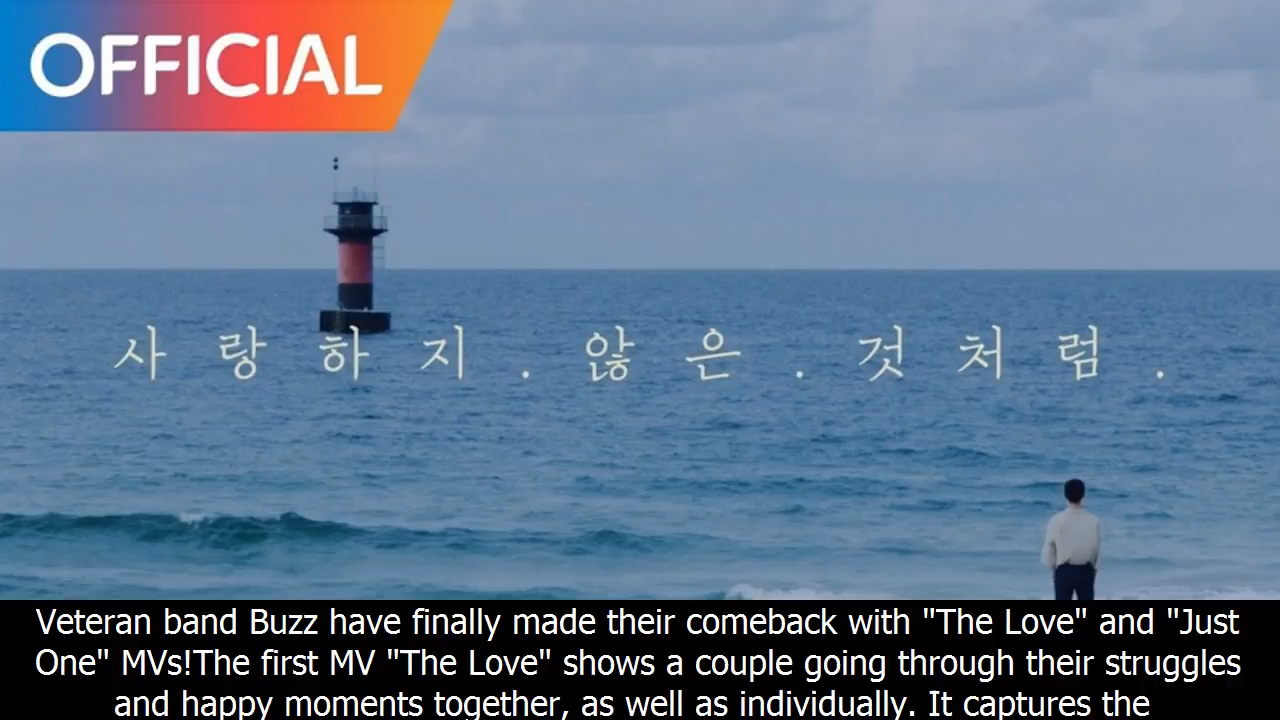 OFFICIAL
사 랑 하 지 . 않 은 . 것 처 럼 .
Veteran band Buzz have finally made their comeback with "The Love" and "Just
One" MVs!The first MV "The Love" shows a couple going through their struggles
and happy moments together, as well as individually. It captures the